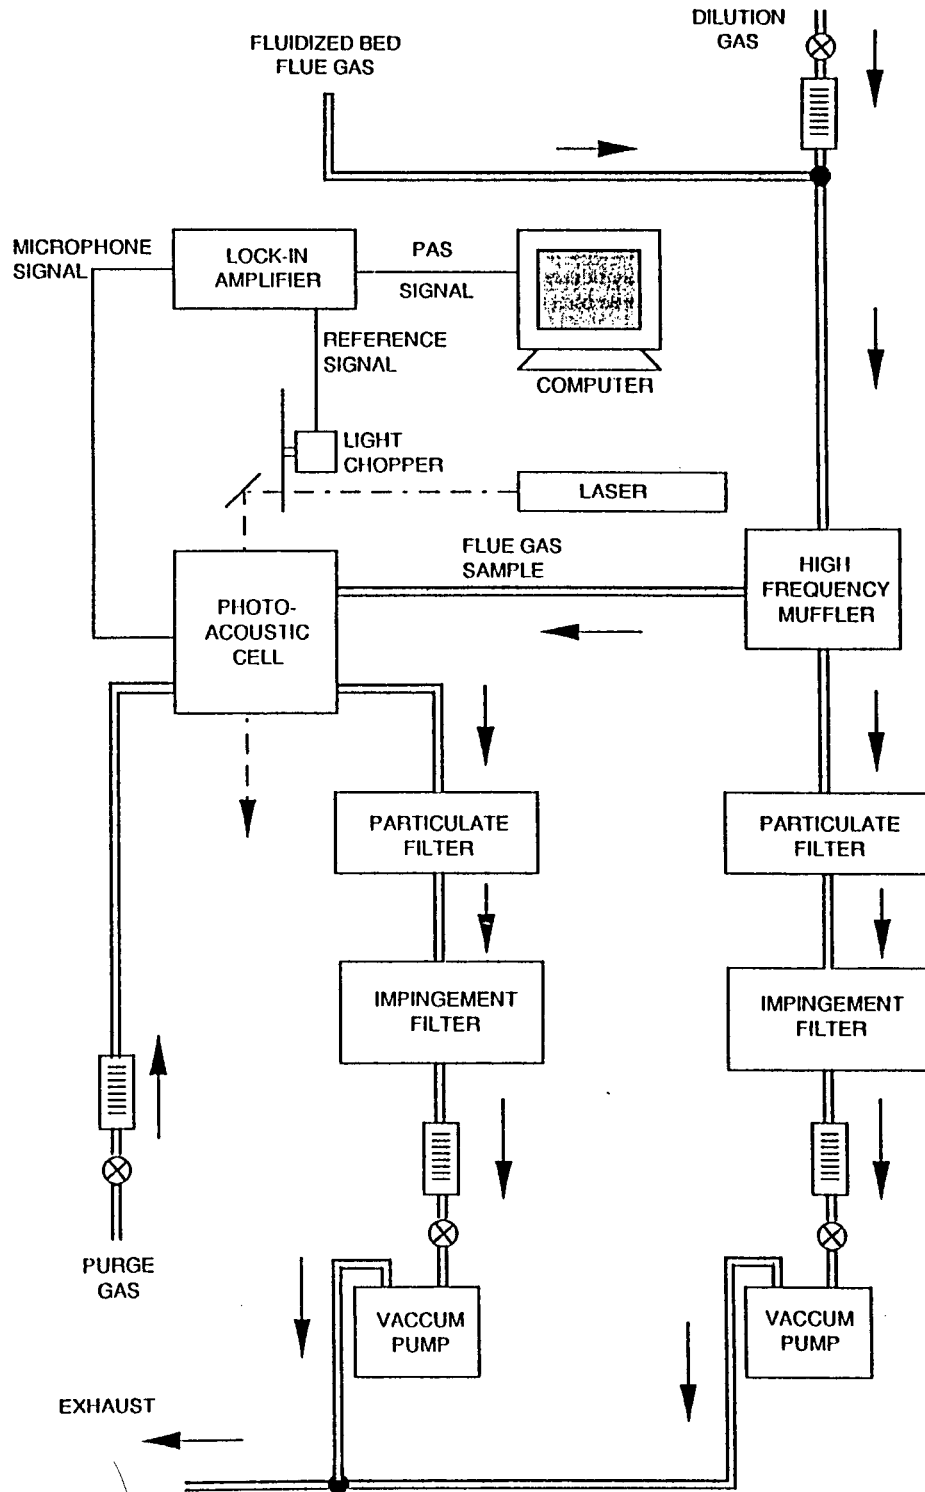 DILUTION
GAS
FLUIDIZED BED
FLUE GAS
MICROPHONE
SIGNAL
LOCK-IN
AMPLIFIER
PAS
SIGNAL
REFERENCE
SIGNAL
COMPUTER
LIGHT
CHOPPER
LASER
FLUE GAS
SAMPLE
HIGH
FREQUENCY
MUFFLER
PHOTO-
ACOUSTIC
CELL
PARTICULATE
FILTER
PARTICULATE
FILTER
IMPINGEMENT
FILTER
IMPINGEMENT
FILTER
PURGE
GAS
VACCUM
PUMP
VACCUM
PUMP
EXHAUST